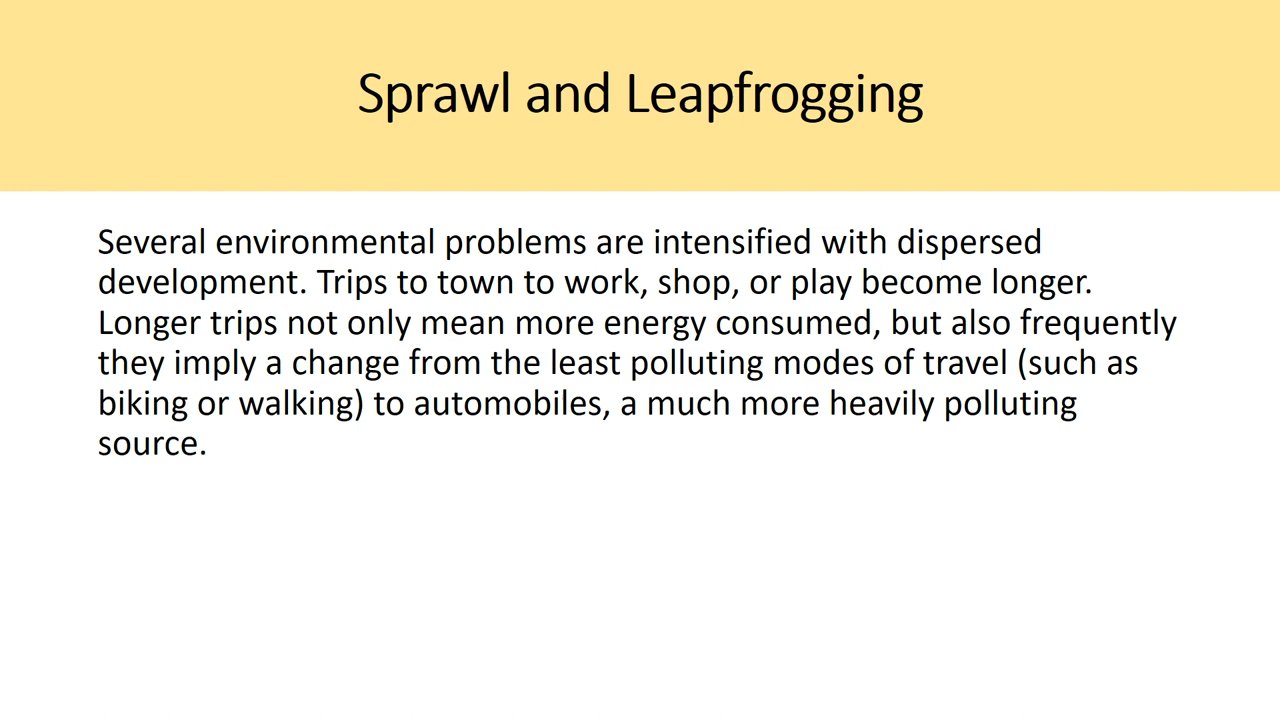 Sprawl and Leapfrogging
Several environmental problems are intensified with dispersed
development. Trips to town to work, shop, or play become longer.
Longer trips not only mean more energy consumed, but also frequently
they imply a change from the least polluting modes of travel (such as
biking or walking) to automobiles, a much more heavily polluting
source.